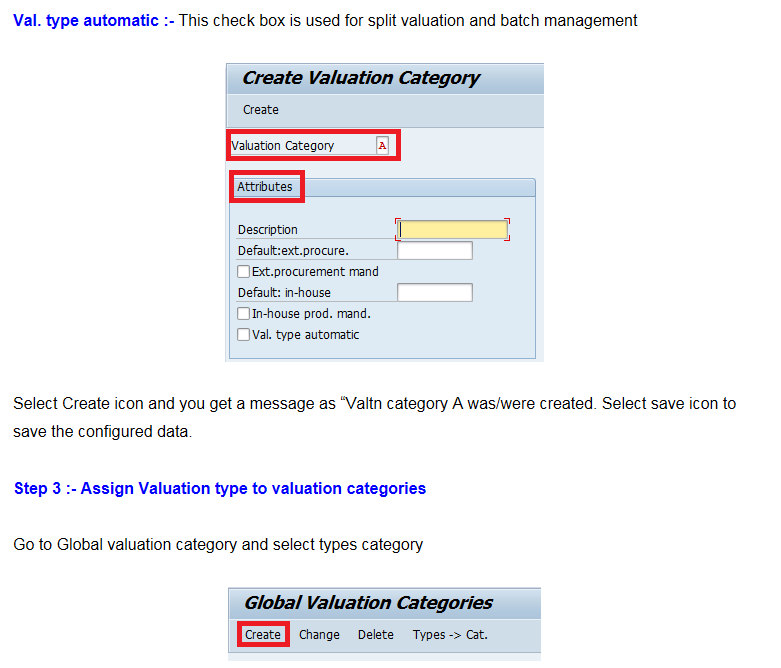 Val. type automatic :- This check box is used for split valuation and batch management
Create Valuation Category
Create
Valuation Category A
Attributes
Description
Default:ext.procure.
Ext.procurement mand
Default: in-house
In-house prod. mand.
Val. type automatic
Select Create icon and you get a message as “Valtn category A was/were created. Select save icon to
save the configured data.
Step 3 :- Assign Valuation type to valuation categories
Go to Global valuation category and select types category
Global Valuation Categories
Create Change Delete Types -> Cat.